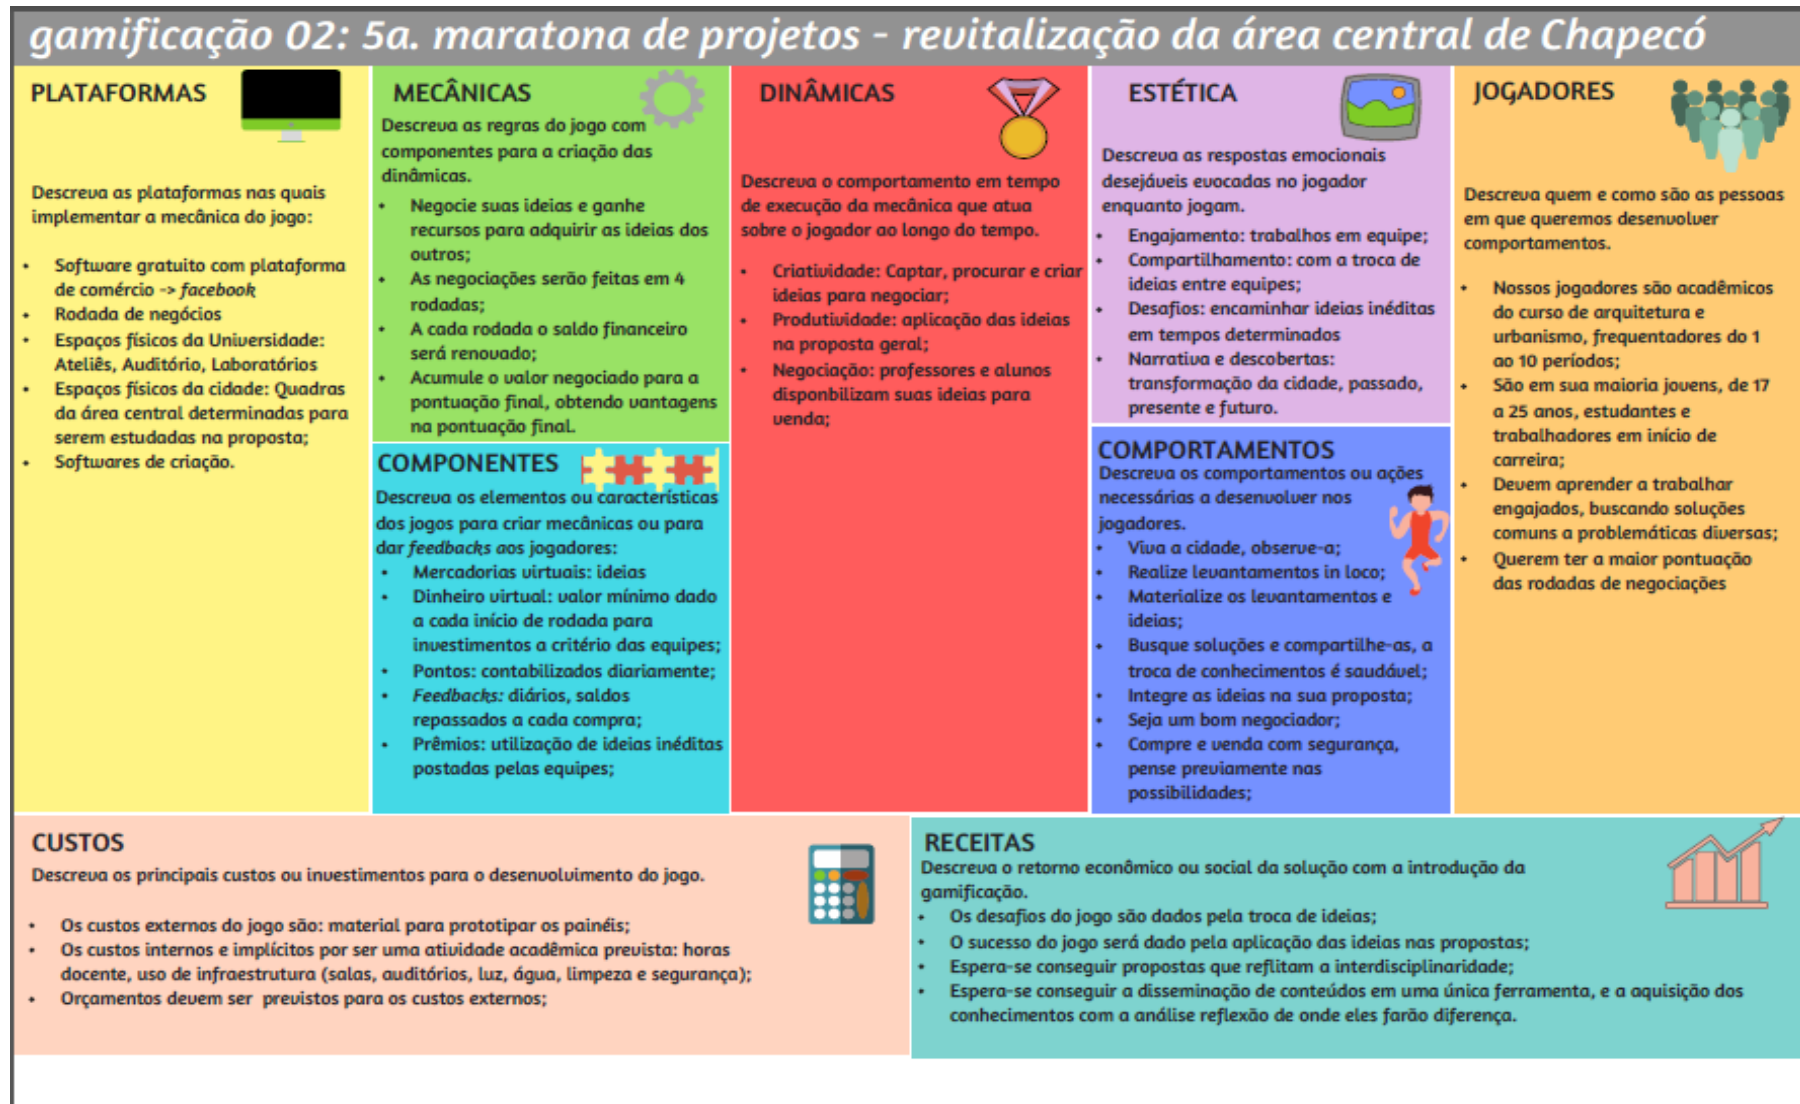 gamificação 02: 5a. maratona de projetos - revitalização da área central de Chapecó
PLATAFORMAS
Descreva as plataformas nas quais
implementar a mecânica do jogo:
• Software gratuito com plataforma
de comércio -> facebook
• Rodada de negócios
• Espaços físicos da Universidade:
Ateliês, Auditório, Laboratórios
• Espaços físicos da cidade: Quadras
da área central determinadas para
serem estudadas na proposta;
• Softwares de criação.
MECÂNICAS
Descreva as regras do jogo com
componentes para a criação das
dinâmicas.
• Negocie suas ideias e ganhe
recursos para adquirir as ideias dos
outros;
• As negociações serão feitas em 4
rodadas;
• A cada rodada o saldo financeiro
será renovado;
• Acumule o valor negociado para a
pontuação final, obtendo vantagens
na pontuação final.
COMPONENTES
Descreva os elementos ou características
dos jogos para criar mecânicas ou para
dar feedbacks aos jogadores:
• Mercadorias virtuais: ideias
• Dinheiro virtual: valor mínimo dado
a cada início de rodada para
investimentos a critério das equipes;
• Pontos: contabilizados diariamente;
• Feedbacks: diários, saldos
repassados a cada compra;
• Prêmios: utilização de ideias inéditas
postadas pelas equipes;
DINÂMICAS
Descreva o comportamento em tempo
de execução da mecânica que atua
sobre o jogador ao longo do tempo.
• Criatividade: Captar, procurar e criar
ideias para negociar;
• Produtividade: aplicação das ideias
na proposta geral;
• Negociação: professores e alunos
disponbilizam suas ideias para
venda;
ESTÉTICA
Descreva as respostas emocionais
desejáveis evocadas no jogador
enquanto jogam.
• Engajamento: trabalhos em equipe;
• Compartilhamento: com a troca de
ideias entre equipes;
• Desafios: encaminhar ideias inéditas
em tempos determinados
• Narrativa e descobertas:
transformação da cidade, passado,
presente e futuro.
COMPORTAMENTOS
Descreva os comportamentos ou ações
necessárias a desenvolver nos
jogadores.
• Viva a cidade, observe-a;
• Realize levantamentos in loco;
• Materialize os levantamentos e
ideias;
• Busque soluções e compartilhe-as, a
troca de conhecimentos é saudável;
• Integre as ideias na sua proposta;
• Seja um bom negociador;
• Compre e venda com segurança,
pense previamente nas
possibilidades;
JOGADORES
Descreva quem e como são as pessoas
em que queremos desenvolver
comportamentos.
• Nossos jogadores são acadêmicos
do curso de arquitetura e
urbanismo, frequentadores do 1
ao 10 períodos;
• São em sua maioria jovens, de 17
a 25 anos, estudantes e
trabalhadores em início de
carreira;
• Devem aprender a trabalhar
engajados, buscando soluções
comuns a problemáticas diversas;
• Querem ter a maior pontuação
das rodadas de negociações
CUSTOS
Descreva os principais custos ou investimentos para o desenvolvimento do jogo.
• Os custos externos do jogo são: material para prototipar os painéis;
• Os custos internos e implícitos por ser uma atividade acadêmica prevista: horas
docente, uso de infraestrutura (salas, auditórios, luz, água, limpeza e segurança);
• Orçamentos devem ser previstos para os custos externos;
RECEITAS
Descreva o retorno econômico ou social da solução com a introdução da
gamificação.
• Os desafios do jogo são dados pela troca de ideias;
• O sucesso do jogo será dado pela aplicação das ideias nas propostas;
• Espera-se conseguir propostas que reflitam a interdisciplinaridade;
• Espera-se conseguir a disseminação de conteúdos em uma única ferramenta, e a aquisição dos
conhecimentos com a análise reflexão de onde eles farão diferença.